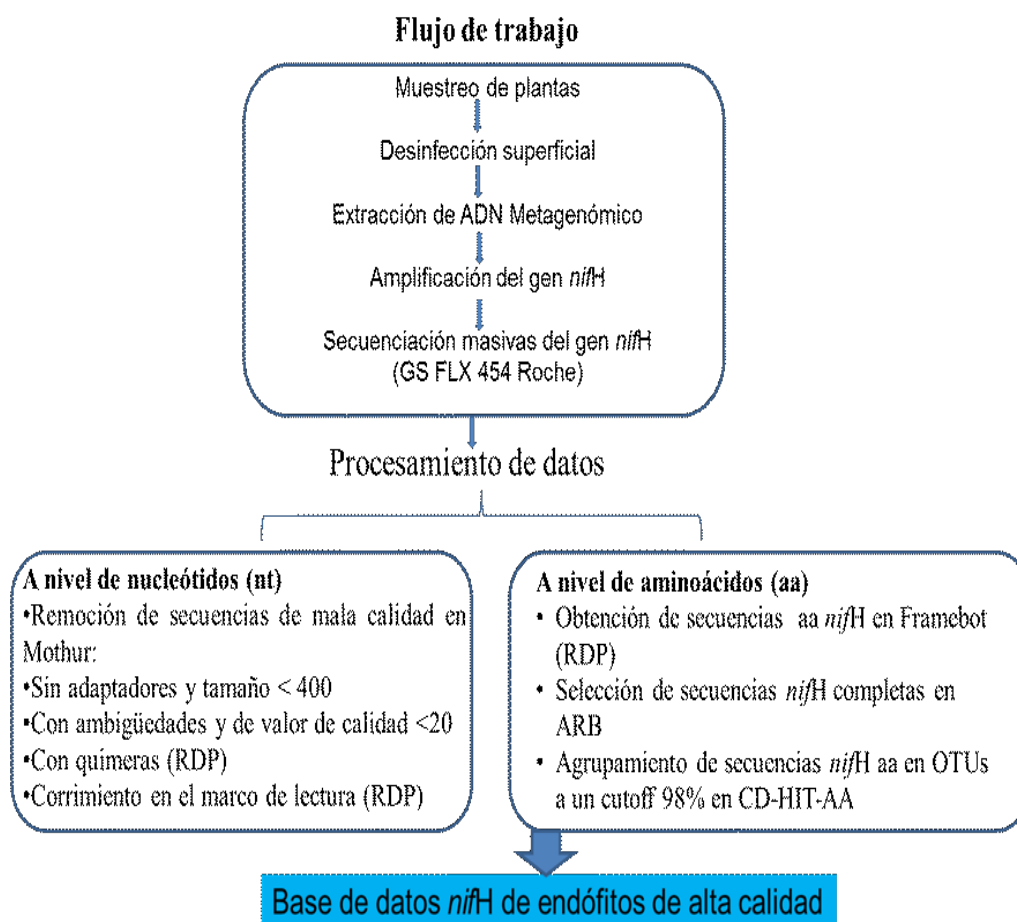 Flujo de trabajo
Muestreo de plantas
Desinfección superficial
Extracción de ADN Metagenómico
Amplificación del gen nifH
Secuenciación masivas del gen nifH
(GS FLX 454 Roche)
Procesamiento de datos
A nivel de nucleótidos (nt)
•Remoción de secuencias de mala calidad en
Mothur:
•Sin adaptadores y tamaño < 400
•Con ambigüedades y de valor de calidad <20
•Con quimeras (RDP)
•Corrimiento en el marco de lectura (RDP)
A nivel de aminoácidos (aa)
• Obtención de secuencias aa nifH en Framebot
(RDP)
• Selección de secuencias nifH completas en
ARB
• Agrupamiento de secuencias nifH aa en OTUs
a un cutoff 98% en CD-HIT-AA
Base de datos nifH de endófitos de alta calidad